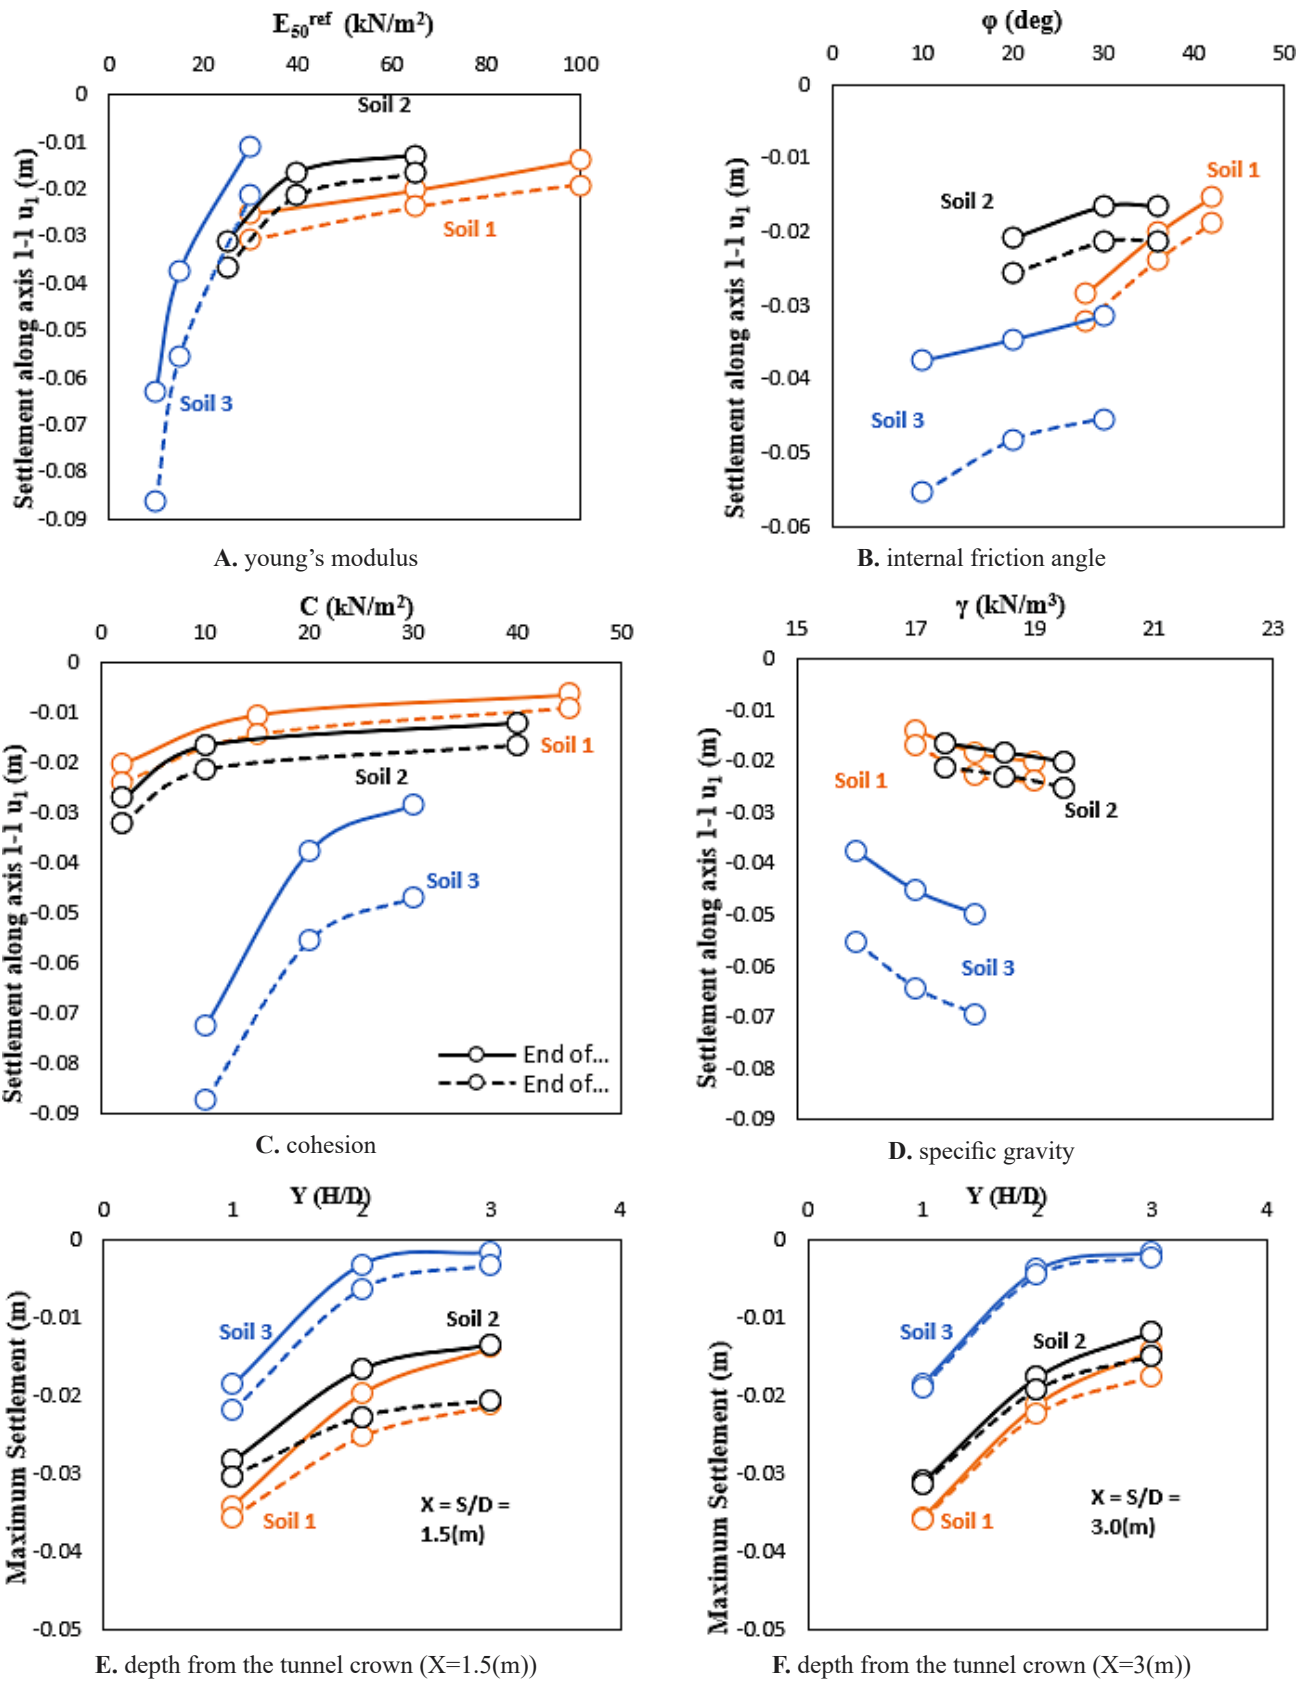 E50ref (kN/m2)
0 20 40 60 80 100
Soil 2
0
-0.01
-0.02
-0.03
-0.04
-0.05
-0.06
-0.07
-0.08
-0.09
Settlement along axis 1-1 u1 (m)
Soil 1
Soil 3
A. young's modulus
φ (deg)
0 10 20 30 40 50
0
-0.01
-0.02
-0.03
-0.04
-0.05
-0.06
Settlement along axis 1-1 u1 (m)
Soil 1
Soil 2
Soil 3
B. internal friction angle
C (kN/m2)
0 10 20 30 40 50
0
-0.01
-0.02
-0.03
-0.04
-0.05
-0.06
-0.07
-0.08
-0.09
Settlement along axis 1-1 u1 (m)
Soil 1
Soil 2
Soil 3
End of...
End of...
C. cohesion
γ (kN/m3)
15 17 19 21 23
0
-0.01
-0.02
-0.03
-0.04
-0.05
-0.06
-0.07
-0.08
-0.09
Settlement along axis 1-1 u1 (m)
Soil 1
Soil 2
Soil 3
D. specific gravity
Y (H/D)
0 1 2 3 4
0
-0.01
-0.02
-0.03
-0.04
-0.05
Maximum Settlement (m)
Soil 2
Soil 3
Soil 1
X = S/D =
1.5(m)
E. depth from the tunnel crown (X=1.5(m))
Y (H/D)
0 1 2 3 4
0
-0.01
-0.02
-0.03
-0.04
-0.05
Maximum Settlement (m)
Soil 3
Soil 2
Soil 1
X = S/D =
3.0(m)
F. depth from the tunnel crown (X=3(m))